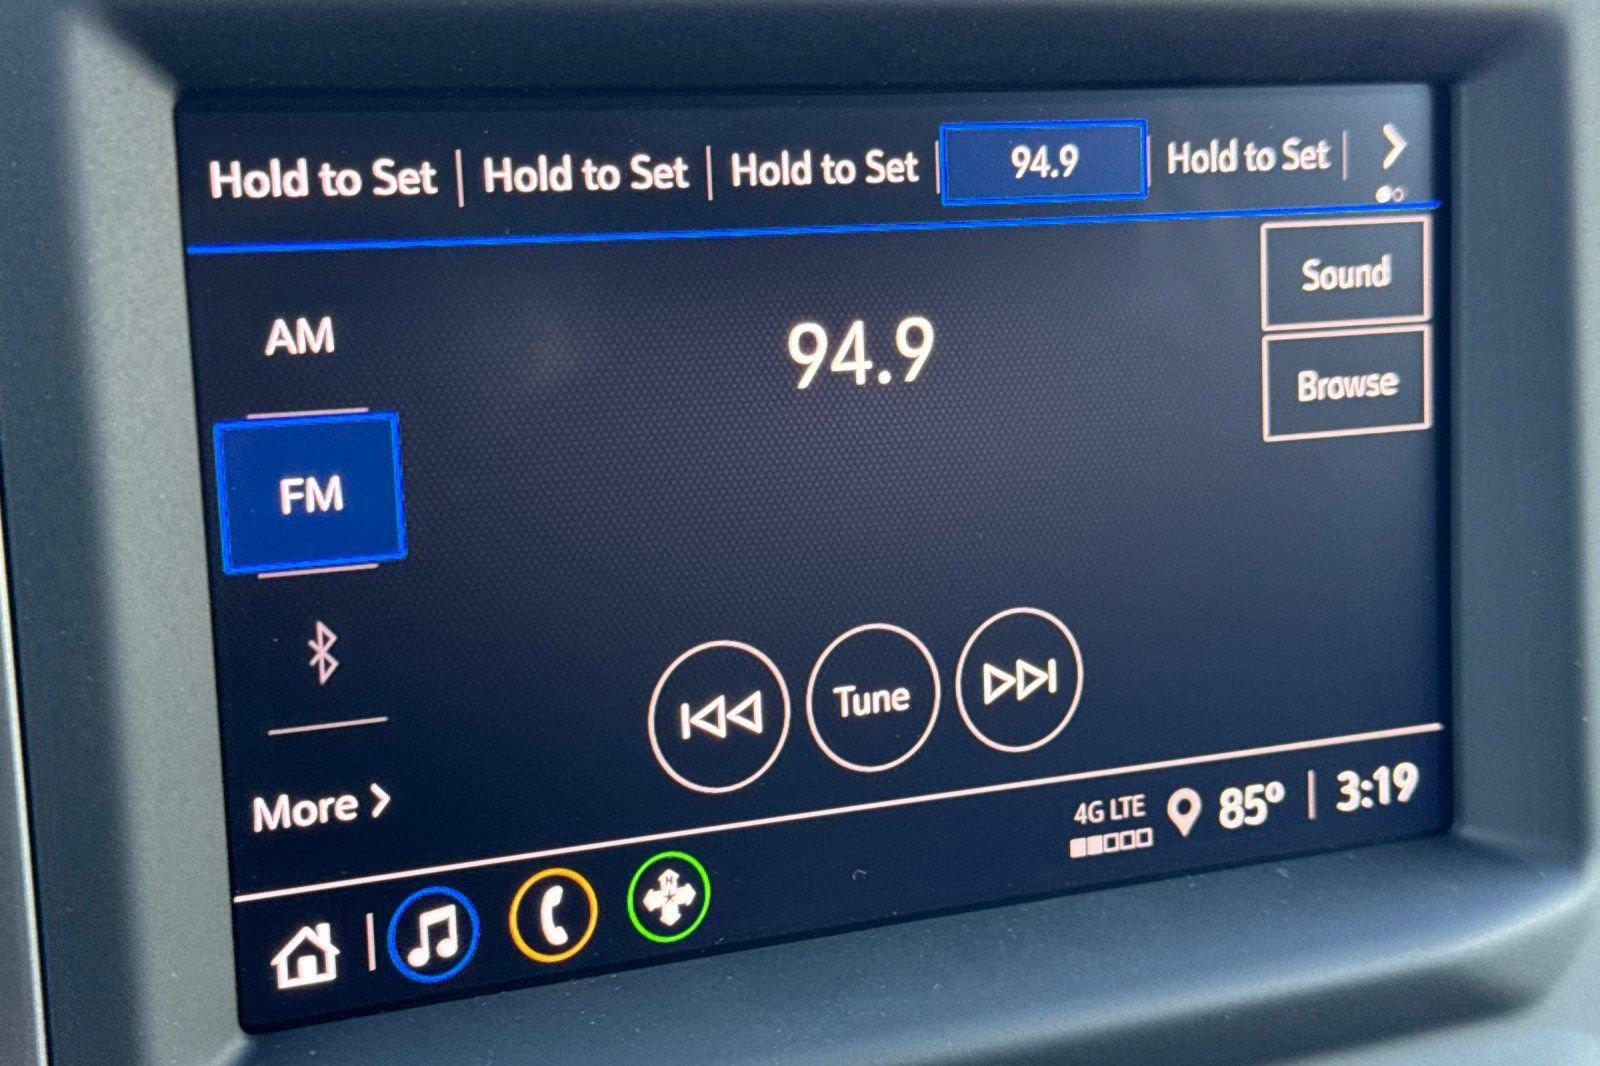 Hold to Set | Hold to Set | Hold to Set | 94.9 | Hold to Set |
Sound
AM
94.9
Browse
FM
Tune
More
4G LTE
85° | 3:19
H